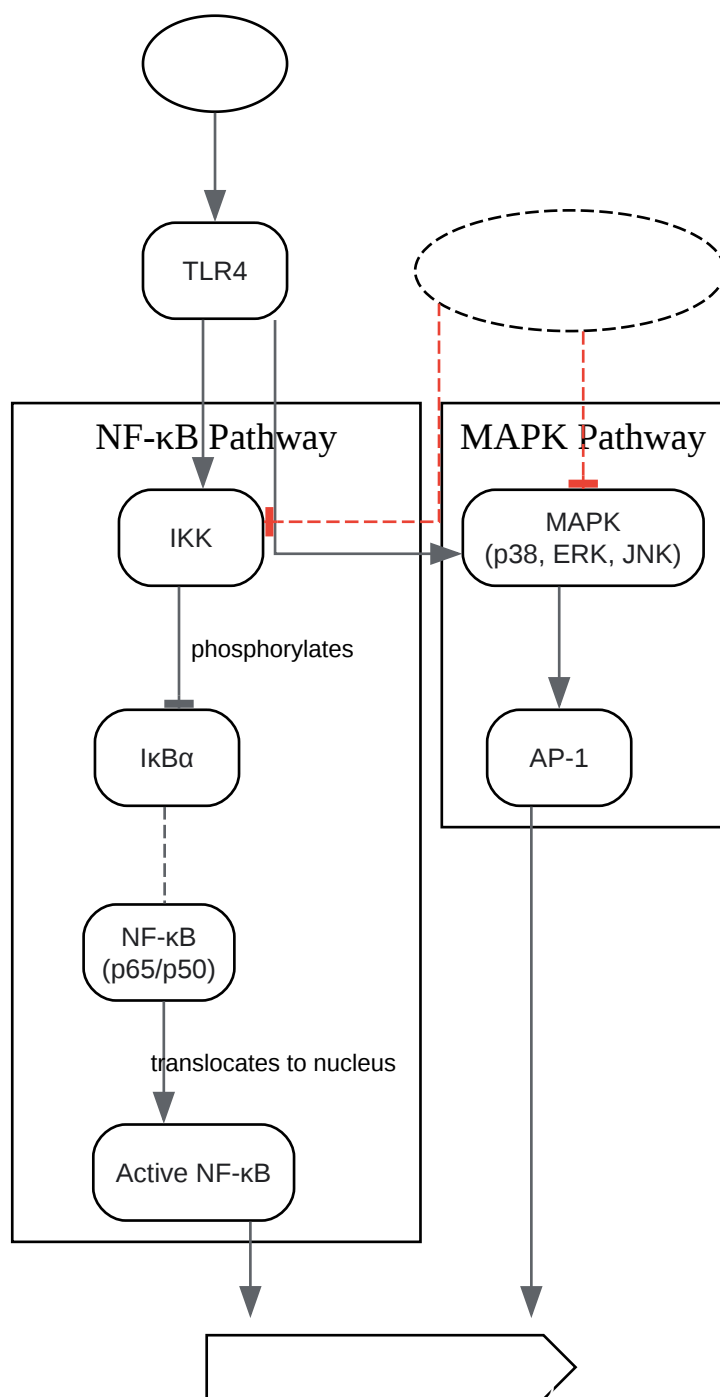 TLR4
NF-κB Pathway
MAPK Pathway
IKK
MAPK
(p38, ERK, JNK)
phosphorylates
IκBα
AP-1
NF-κB
(p65/p50)
translocates to nucleus
Active NF-κB